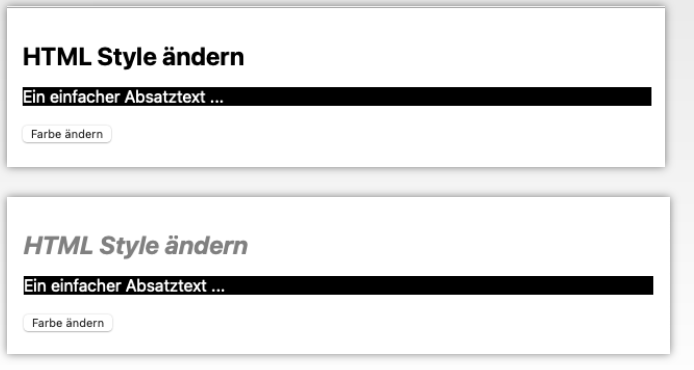 HTML Style ändern
Ein einfacher Absatztext ...
Farbe ändern
HTML Style ändern
Ein einfacher Absatztext ...
Farbe ändern